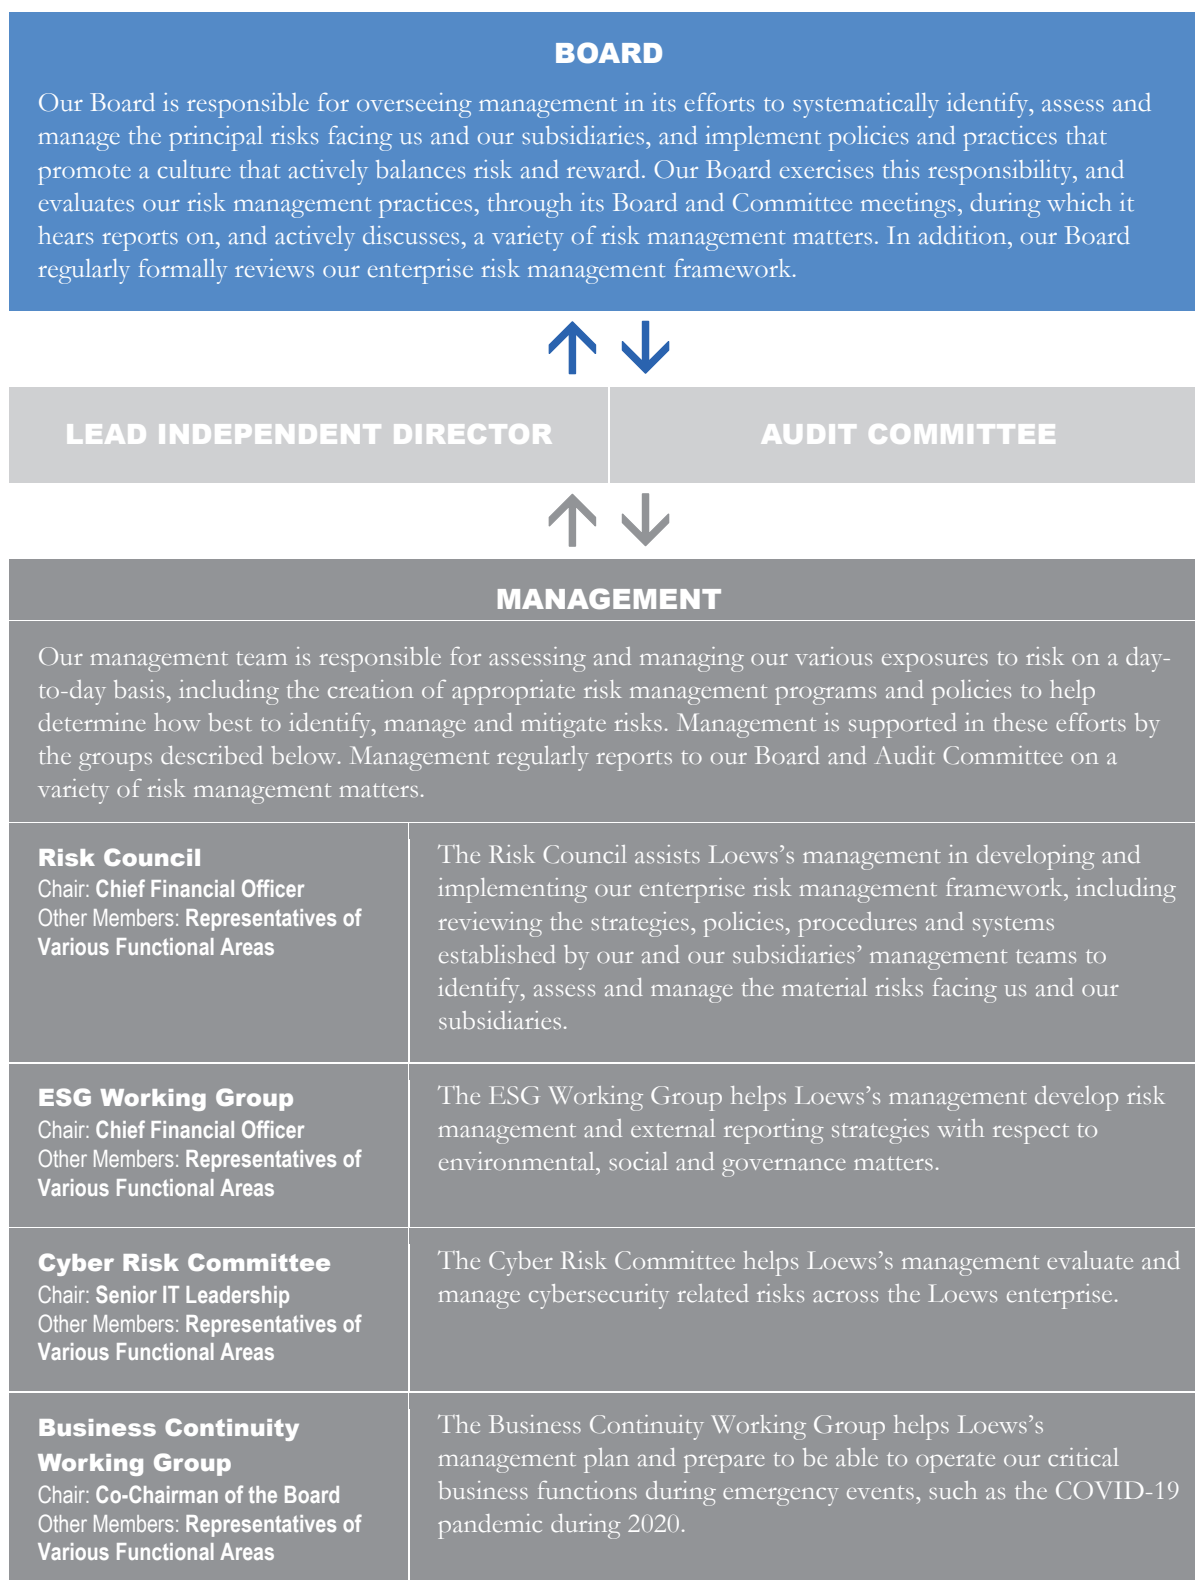 BOARD
Our Board is responsible for overseeing management in its efforts to systematically identify, assess and
manage the principal risks facing us and our subsidiaries, and implement policies and practices that
promote a culture that actively balances risk and reward. Our Board exercises this responsibility, and
evaluates our risk management practices, through its Board and Committee meetings, during which it
hears reports on, and actively discusses, a variety of risk management matters. In addition, our Board
regularly formally reviews our enterprise risk management framework.
LEAD INDEPENDENT DIRECTOR
AUDIT COMMITTEE
MANAGEMENT
Our management team is responsible for assessing and managing our various exposures to risk on a day-
to-day basis, including the creation of appropriate risk management programs and policies to help
determine how best to identify, manage and mitigate risks. Management is supported in these efforts by
the groups described below. Management regularly reports to our Board and Audit Committee on a
variety of risk management matters.
Risk Council
Chair: Chief Financial Officer
Other Members: Representatives of
Various Functional Areas
The Risk Council assists Loews's management in developing and
implementing our enterprise risk management framework, including
reviewing the strategies, policies, procedures and systems
established by our and our subsidiaries' management teams to
identify, assess and manage the material risks facing us and our
subsidiaries.
ESG Working Group
Chair: Chief Financial Officer
Other Members: Representatives of
Various Functional Areas
The ESG Working Group helps Loews's management develop risk
management and external reporting strategies with respect to
environmental, social and governance matters.
Cyber Risk Committee
Chair: Senior IT Leadership
Other Members: Representatives of
Various Functional Areas
The Cyber Risk Committee helps Loews's management evaluate and
manage cybersecurity related risks across the Loews enterprise.
Business Continuity
Working Group
Chair: Co-Chairman of the Board
Other Members: Representatives of
Various Functional Areas
The Business Continuity Working Group helps Loews's
management plan and prepare to be able to operate our critical
business functions during emergency events, such as the COVID-19
pandemic during 2020.